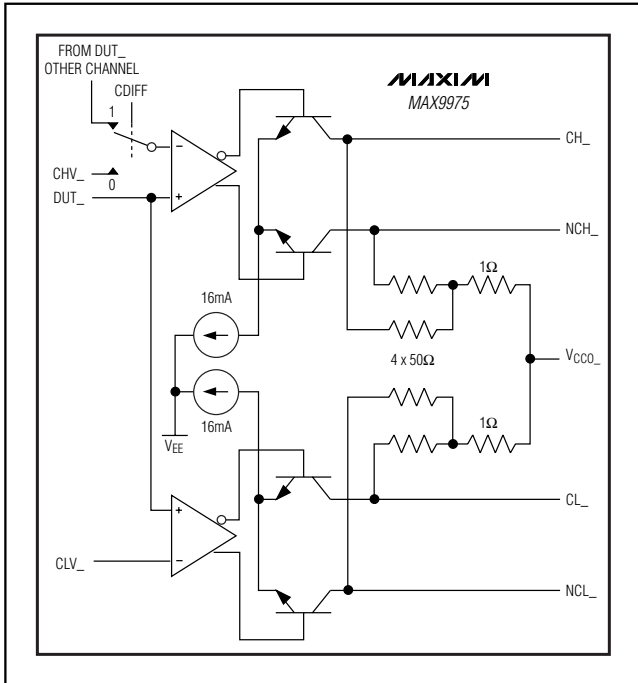 FROM DUT_
OTHER CHANNEL
CDIFF
MAXIM
MAX9975
1
CH_
CHV_
0
DUT_
NCH_
1Ω
16mA
4 x 50Ω
VCCO_
16mA
1Ω
VEE
CL_
CLV_
NCL_